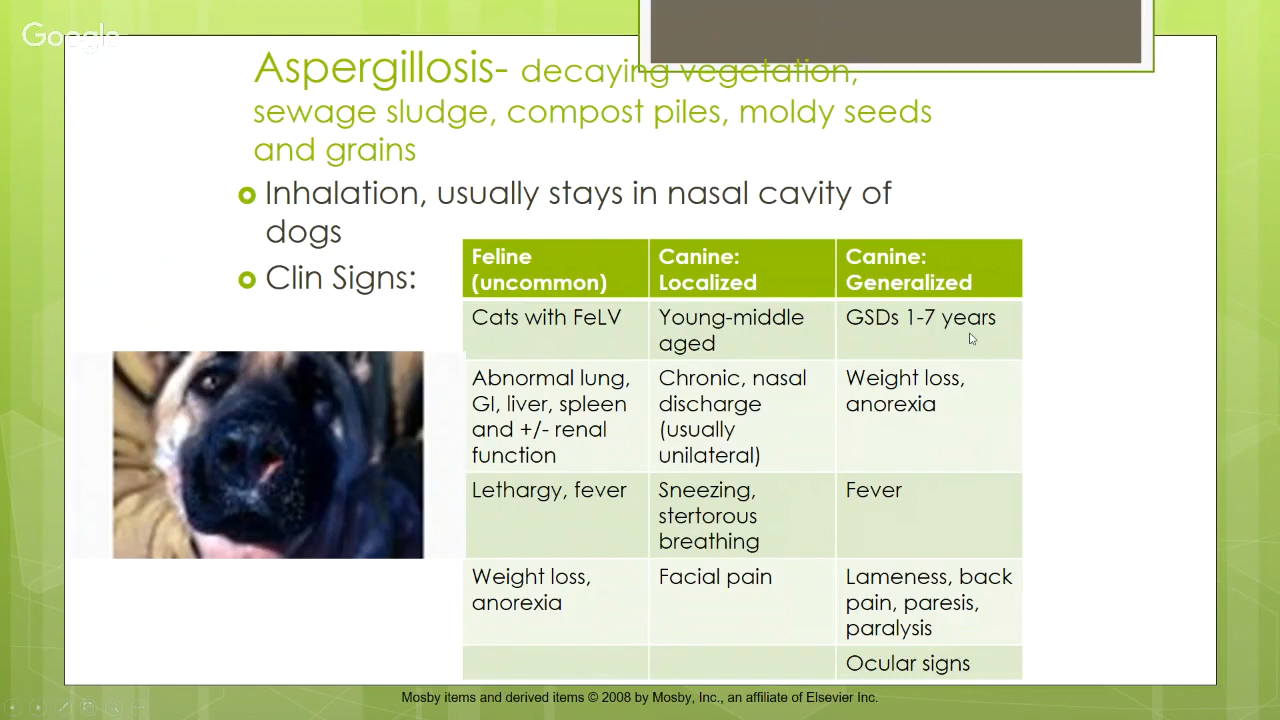 Google
Aspergillosis- decaying vegetation,
sewage sludge, compost piles, moldy seeds
and grains
Inhalation, usually stays in nasal cavity of
dogs
Clin Signs:
Feline
(uncommon)
Canine:
Localized
Canine:
Generalized
Cats with FeLV
Young-middle
aged
GSDs 1-7 years
Abnormal lung,
GI, liver, spleen
and +/- renal
function
Chronic, nasal
discharge
(usually
unilateral)
Weight loss,
anorexia
Lethargy, fever
Sneezing,
stertorous
breathing
Fever
Weight loss,
anorexia
Facial pain
Lameness, back
pain, paresis,
paralysis
Ocular signs
Mosby items and derived items © 2008 by Mosby, Inc., an affiliate of Elsevier Inc.